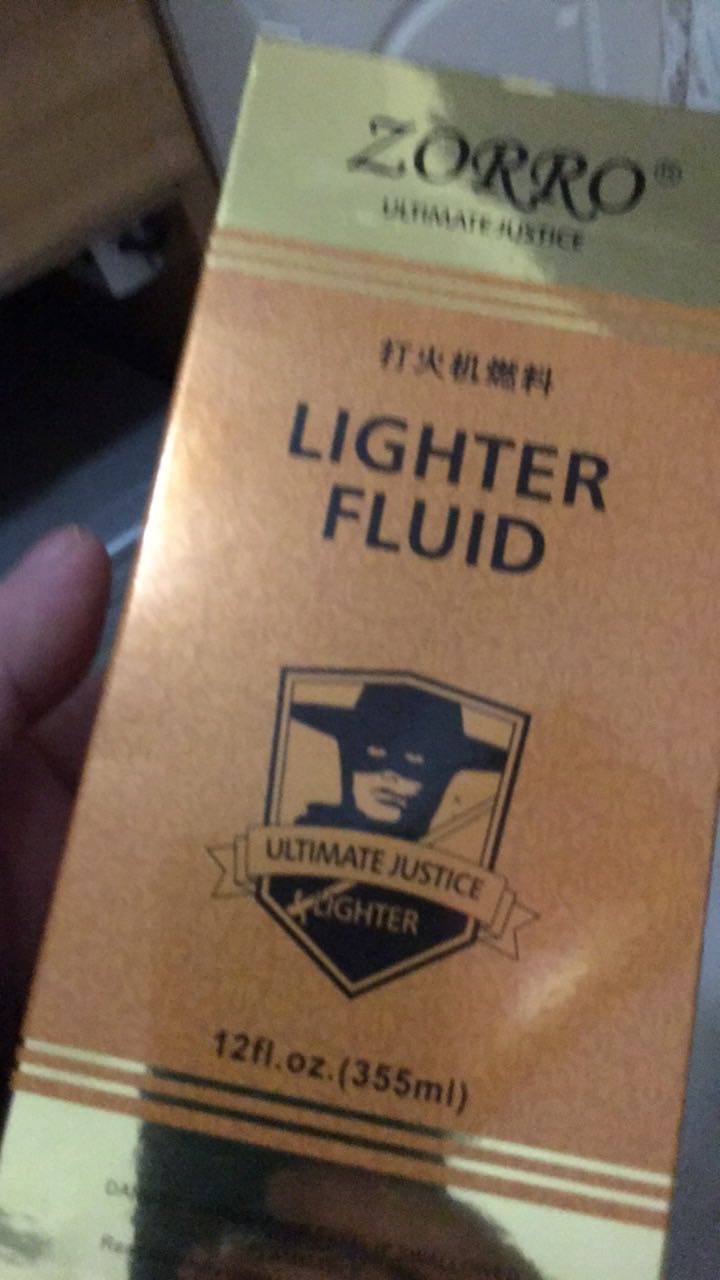 ZORRO®
ULTIMATE JUSTICE
打火机燃料
LIGHTER
FLUID
ULTIMATE JUSTICE
LIGHTER
12fl.oz.(355ml)